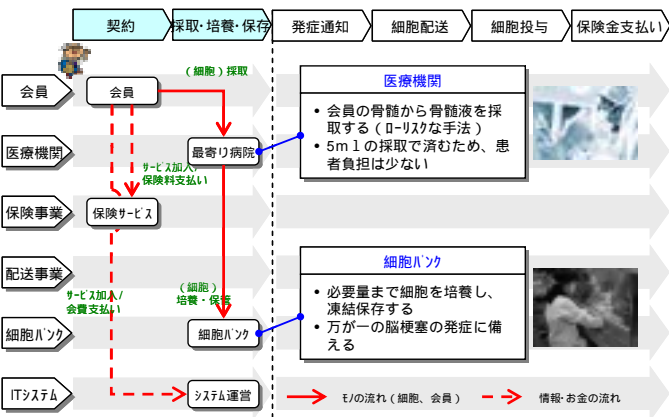 契約
採取・培養・保存
発症通知
細胞配送
細胞投与
保険金支払い
会員
会員
(細胞)採取
医療機関
• 会員の骨髄から骨髄液を採
取する(ﾛｰﾘｽｸな手法)
• 5mlの採取で済むため、患
者負担は少ない
医療機関
最寄り病院
ｻｰﾋﾞｽ加入/
保険料支払い
保険事業
保険ｻｰﾋﾞｽ
配送事業
ｻｰﾋﾞｽ加入/
会費支払い
(細胞)
培養・保管
細胞ﾊﾞﾝｸ
• 必要量まで細胞を培養し、
凍結保存する
• 万が一の脳梗塞の発症に備
える
細胞ﾊﾞﾝｸ
細胞ﾊﾞﾝｸ
ITｼｽﾃﾑ
ｼｽﾃﾑ運営
ﾓﾉの流れ(細胞、会員)
情報・お金の流れ